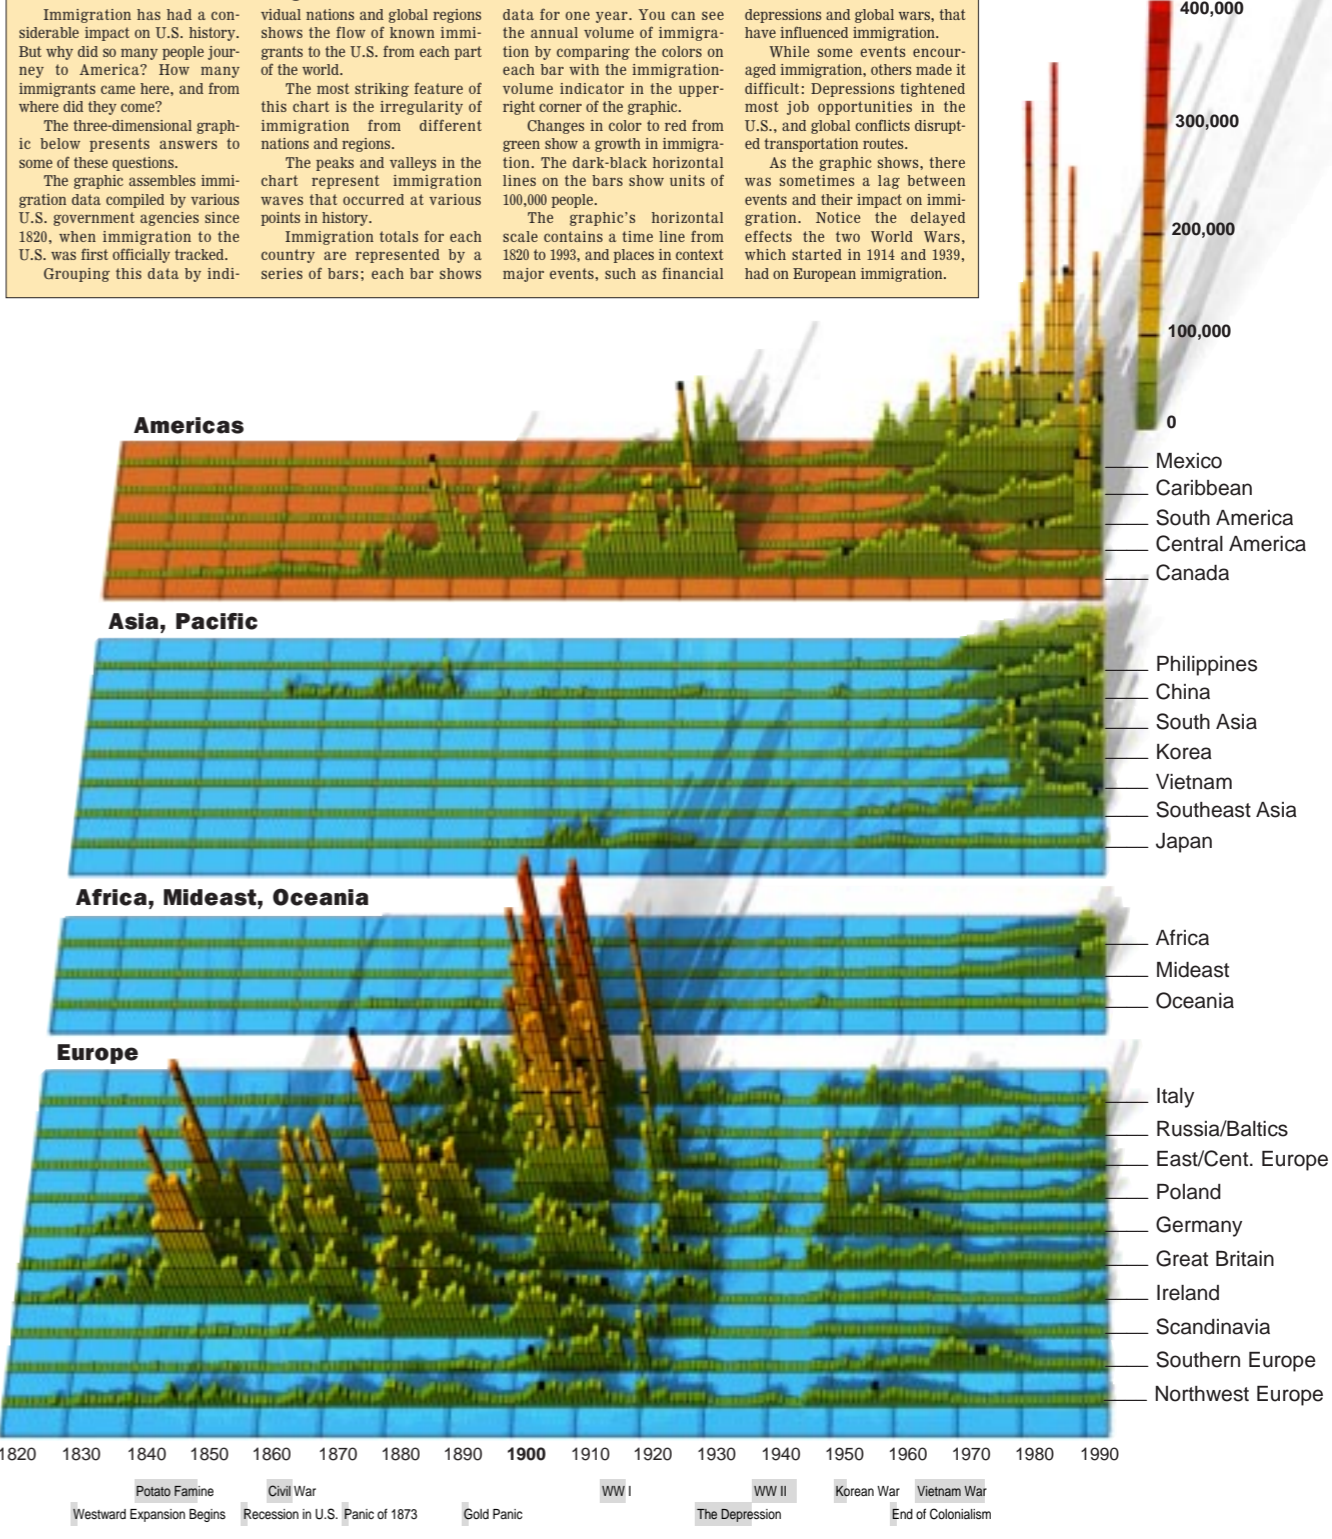 Immigration has had a con-
siderable impact on U.S. history.
But why did so many people jour-
ney to America? How many
immigrants came here, and from
where did they come?
The three-dimensional graph-
ic below presents answers to
some of these questions.
The graphic assembles immi-
gration data compiled by various
U.S. government agencies since
1820, when immigration to the
U.S. was first officially tracked.
Grouping this data by indi-
vidual nations and global regions
shows the flow of known immi-
grants to the U.S. from each part
of the world.
The most striking feature of
this chart is the irregularity of
immigration from different
nations and regions.
The peaks and valleys in the
chart represent immigration
waves that occurred at various
points in history.
Immigration totals for each
country are represented by a
series of bars; each bar shows
data for one year. You can see
the annual volume of immigra-
tion by comparing the colors on
each bar with the immigration-
volume indicator in the upper-
right corner of the graphic.
Changes in color to red from
green show a growth in immigra-
tion. The dark-black horizontal
lines on the bars show units of
100,000 people.
The graphic's horizontal
scale contains a time line from
1820 to 1993, and places in context
major events, such as financial
depressions and global wars, that
have influenced immigration.
While some events encour-
aged immigration, others made it
difficult: Depressions tightened
most job opportunities in the
U.S., and global conflicts disrupt-
ed transportation routes.
As the graphic shows, there
was sometimes a lag between
events and their impact on immi-
gration. Notice the delayed
effects the two World Wars,
which started in 1914 and 1939,
had on European immigration.
400,000
300,000
200,000
100,000
0
Americas
Mexico
Caribbean
South America
Central America
Canada
Asia, Pacific
Philippines
China
South Asia
Korea
Vietnam
Southeast Asia
Japan
Africa, Mideast, Oceania
Africa
Mideast
Oceania
Europe
Italy
Russia/Baltics
East/Cent. Europe
Poland
Germany
Great Britain
Ireland
Scandinavia
Southern Europe
Northwest Europe
1820 1830 1840 1850 1860 1870 1880 1890 1900 1910 1920 1930 1940 1950 1960 1970 1980 1990
Potato Famine Civil War WW I WW II Korean War Vietnam War
Westward Expansion Begins Recession in U.S. Panic of 1873 Gold Panic The Depression End of Colonialism